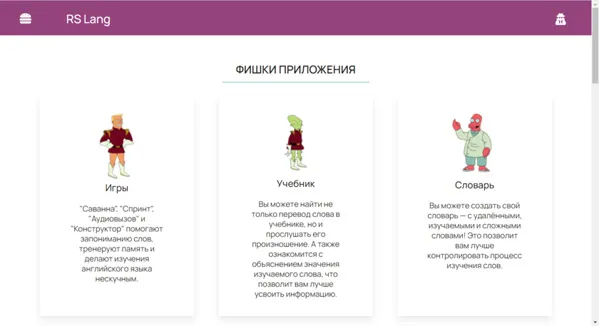 RS Lang
ФИШКИ ПРИЛОЖЕНИЯ
Игры
"Саванна", "Спринт",
"Аудиовызов" и
"Конструктор" помогают
запоминанию слов,
тренеруют память и
делают изучения
английского языка
нескучным.
Учебник
Вы можете найти не
только перевод слова в
учебнике, но и
прослушать его
произношение. А также
ознакомится с
объяснением значения
изучаемого слова, что
позволит вам лучше
усвоить информацию.
Словарь
Вы можете создать свой
словарь — с удалёнными,
изучаемыми и сложными
словами! Это позволит
вам лучше
контролировать процесс
изучения слов.